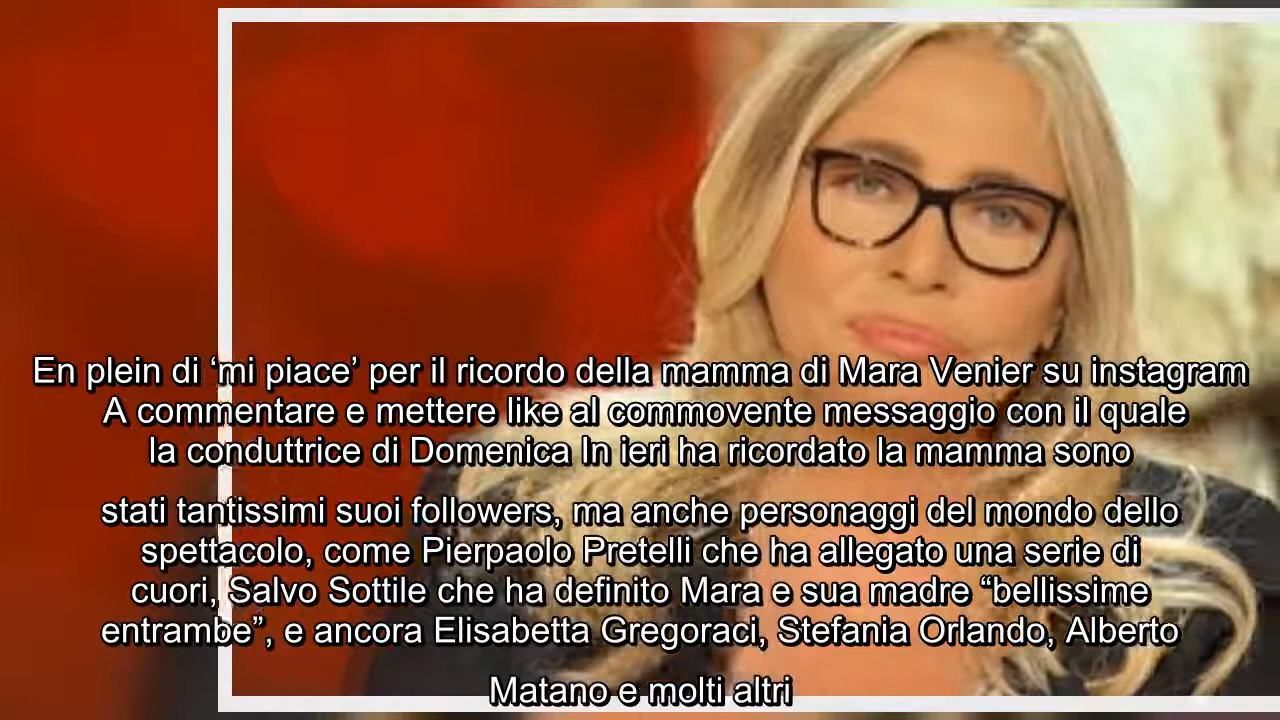 En plein di ‘mi piace’ per il ricordo della mamma di Mara Venier su instagram
A commentare e mettere like al commovente messaggio con il quale
la conduttrice di Domenica In ieri ha ricordato la mamma sono
stati tantissimi suoi followers, ma anche personaggi del mondo dello
spettacolo, come Pierpaolo Pretelli che ha allegato una serie di
cuori, Salvo Sottile che ha definito Mara e sua madre “bellissime
entrambe”, e ancora Elisabetta Gregoraci, Stefania Orlando, Alberto
Matano e molti altri